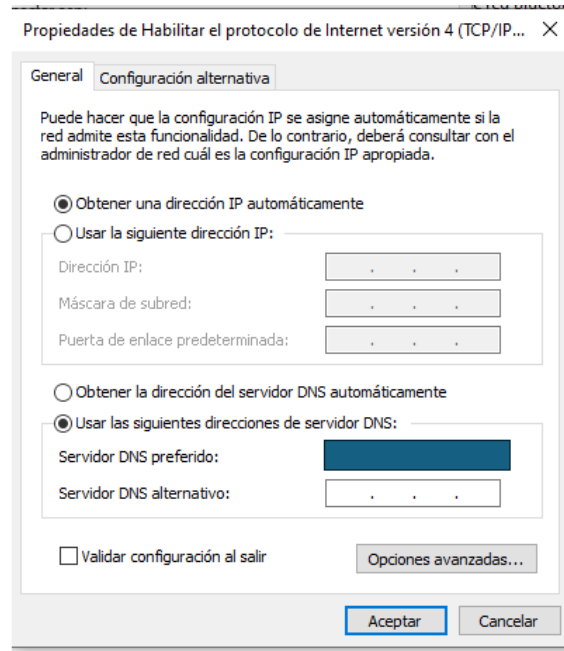 Propiedades de Habilitar el protocolo de Internet versión 4 (TCP/IP...
General
Configuración alternativa
Puede hacer que la configuración IP se asigne automáticamente si la
red admite esta funcionalidad. De lo contrario, deberá consultar con el
administrador de red cuál es la configuración IP apropiada.
Obtener una dirección IP automáticamente
Usar la siguiente dirección IP:
Dirección IP:
Máscara de subred:
Puerta de enlace predeterminada:
Obtener la dirección del servidor DNS automáticamente
Usar las siguientes direcciones de servidor DNS:
Servidor DNS preferido:
Servidor DNS alternativo:
Validar configuración al salir
Opciones avanzadas...
Aceptar
Cancelar